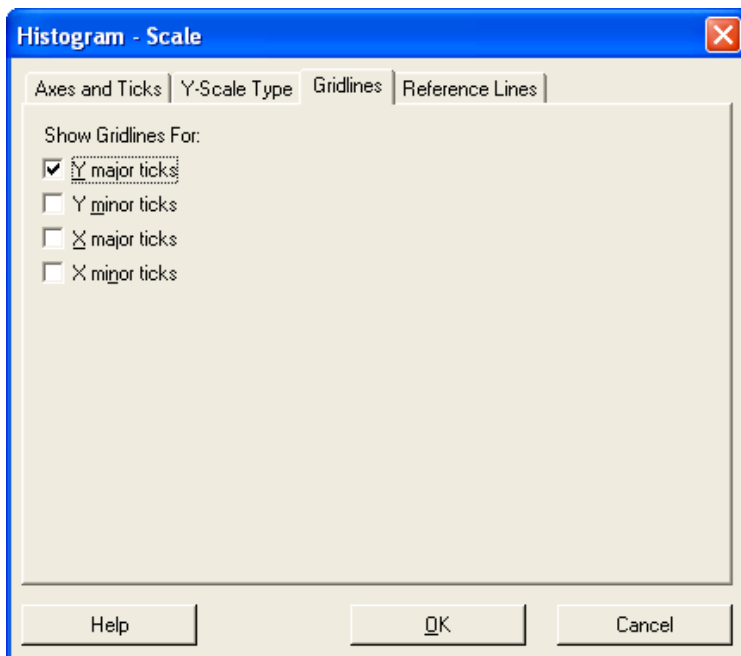 Histogram - Scale
Axes and Ticks Y-Scale Type Gridlines Reference Lines
Show Gridlines For:
Y major ticks
Y minor ticks
X major ticks
X minor ticks
Help OK Cancel